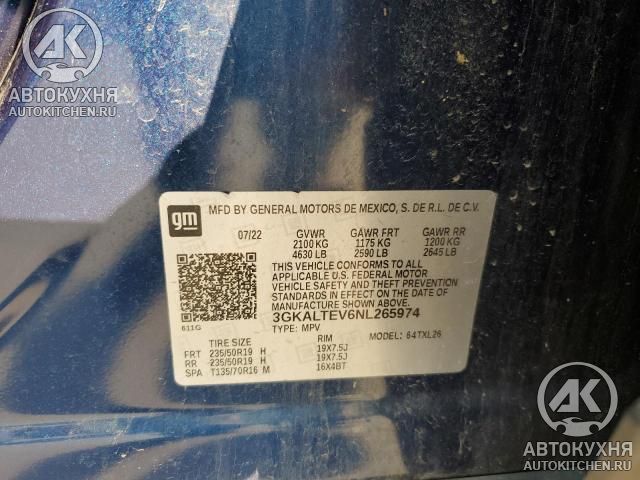 AK
АВТОКУХНЯ
AUTOKITCHEN.RU
gm
MFD BY GENERAL MOTORS DE MEXICO, S. DE R.L. DE C.V.
07/22 GVWR GAWR FRT GAWR RR
2100 KG 1175 KG 1200 KG
4630 LB 2590 LB 2645 LB
THIS VEHICLE CONFORMS TO ALL
APPLICABLE U.S. FEDERAL MOTOR
VEHICLE SAFETY, BUMPER, AND THEFT
PREVENTION STANDARDS IN EFFECT ON
THE DATE OF MANUFACTURE SHOWN ABOVE.
3GKALTEV6NL265974
611G
TYPE: MPV MODEL: 64TXL26
TIRE SIZE RIM
FRT 235/50R19 H 19X7.5J
RR 235/50R19 H 19X7.5J
SPA T135/70R16 M 16X4BT
AK
АВТОКУХНЯ
AUTOKITCHEN.RU